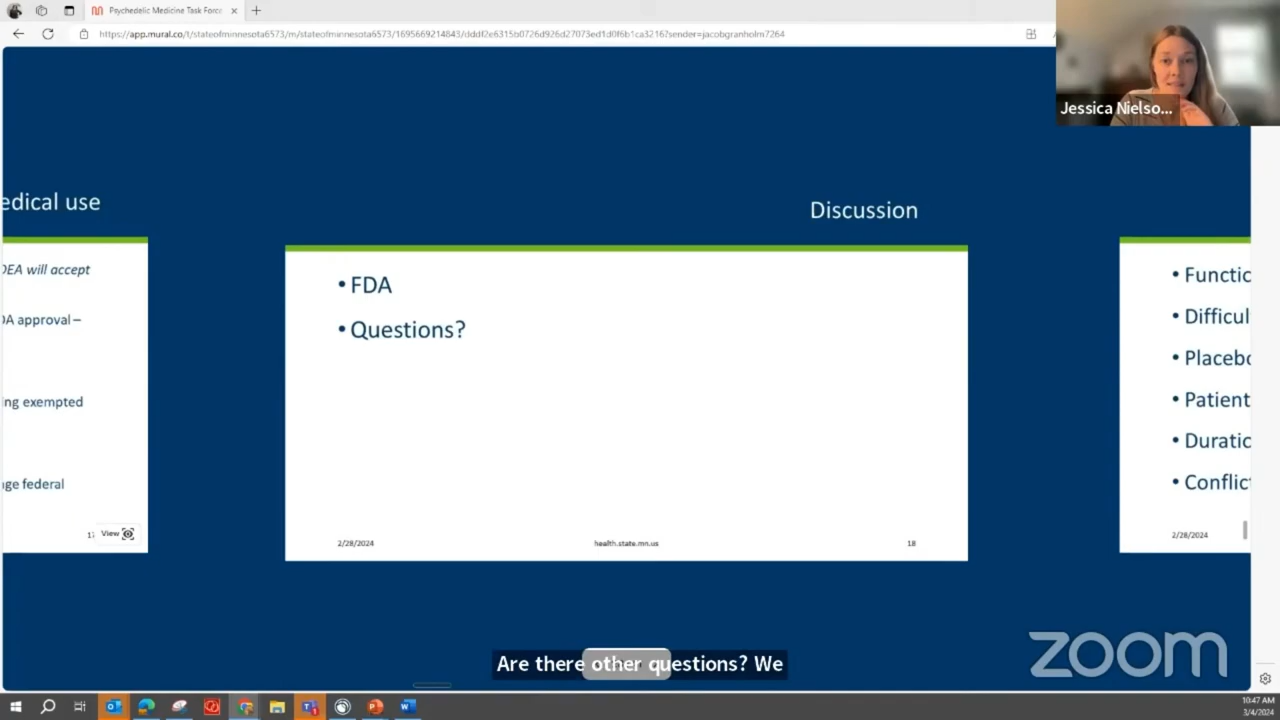 Psychedelic Medicine Task Force
https://app.mural.co/t/stateofminnesota6573/m/stateofminnesota6573/1695669214843/dddf2e6315b0726d926d27073ed1d0f6b1ca3216?sender=jacobgranholm7264
Jessica Nielso...
edical use
DEA will accept
DA approval –
ing exempted
age federal
View
Discussion
• FDA
• Questions?
2/28/2024
health.state.mn.us
18
• Functic
• Difficul
• Placebo
• Patient
• Duratic
• Conflict
2/28/2024
Are there other questions? We
zoom
10:47 AM
3/4/2024